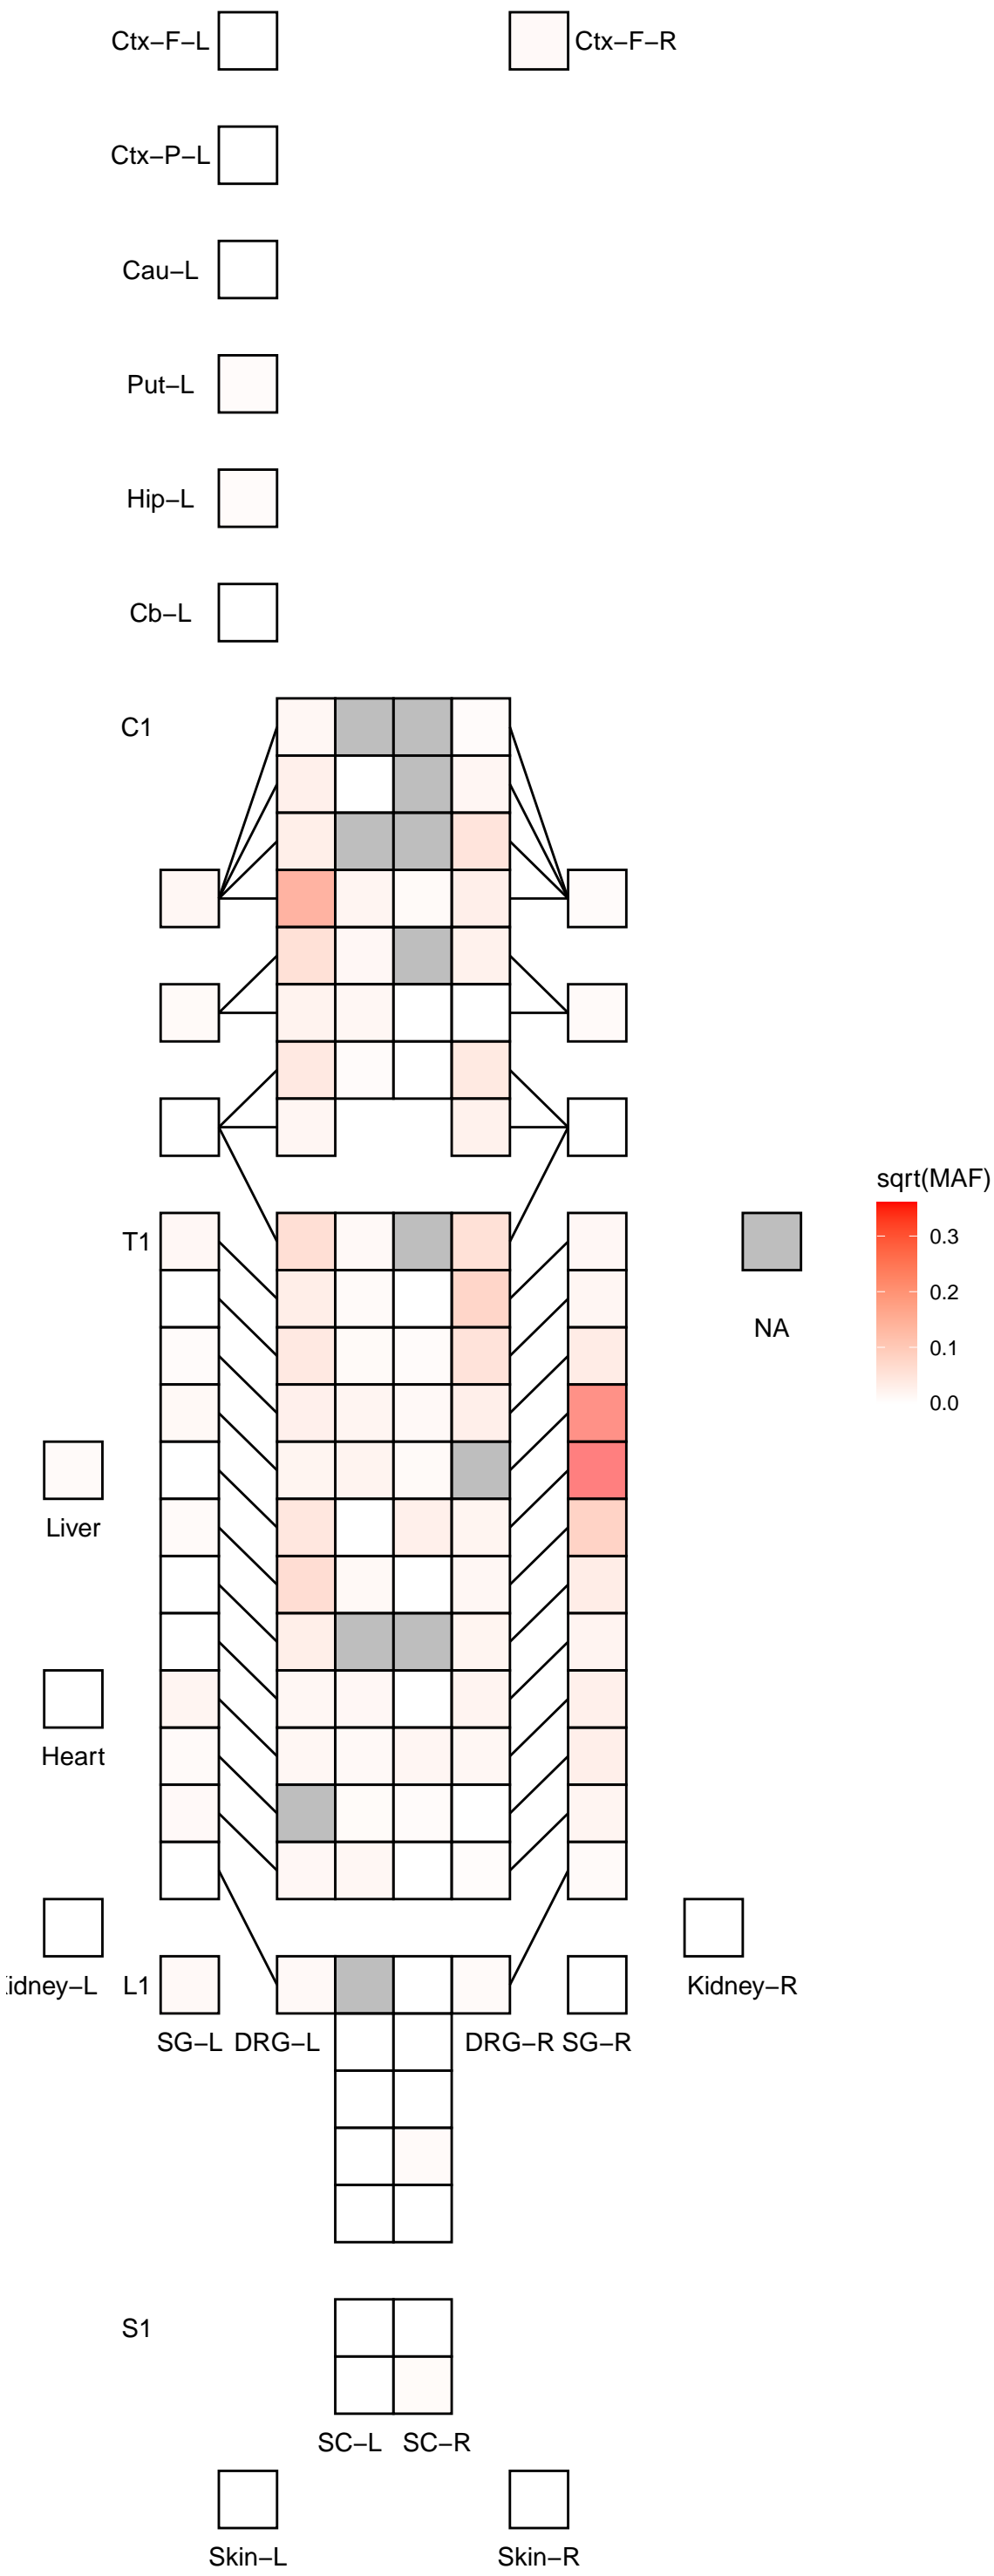 Ctx–F–L
Ctx–F–R
Ctx–P–L
Cau–L
Put–L
Hip–L
Cb–L
C1
sqrt(MAF)
T1
0.3
0.2
NA
0.1
0.0
Liver
Heart
idney–L L1
Kidney–R
SG–L DRG–L DRG–R SG–R
S1
SC–L SC–R
Skin–L Skin–R